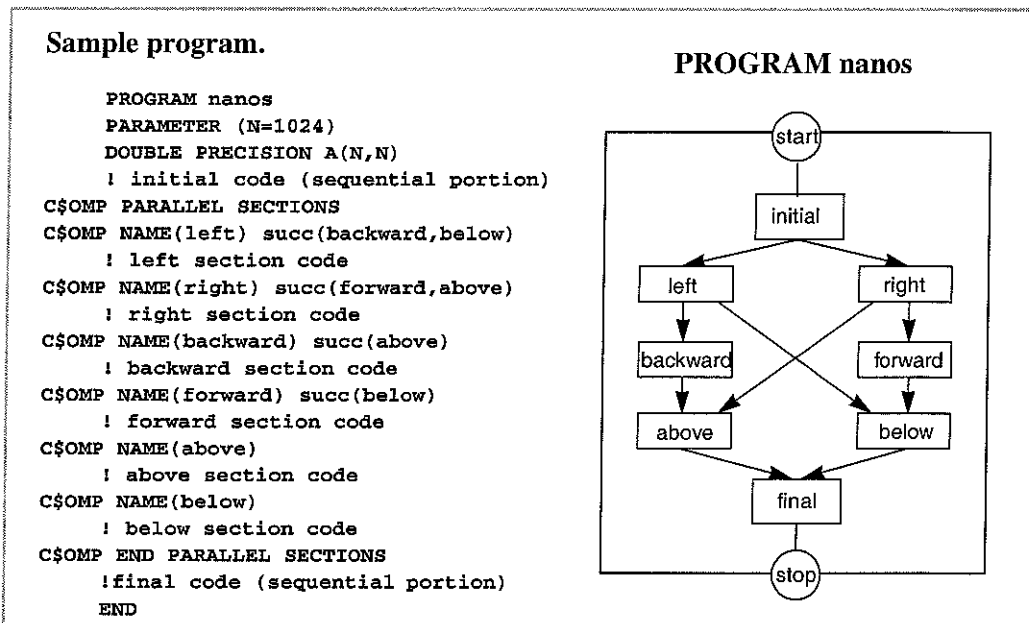 Sample program.
PROGRAM nanos
PARAMETER (N=1024)
DOUBLE PRECISION A(N,N)
! initial code (sequential portion)
C$OMP PARALLEL SECTIONS
C$OMP NAME(left) succ(backward,below)
! left section code
C$OMP NAME(right) succ(forward,above)
! right section code
C$OMP NAME(backward) succ(above)
! backward section code
C$OMP NAME(forward) succ(below)
! forward section code
C$OMP NAME(above)
! above section code
C$OMP NAME(below)
! below section code
C$OMP END PARALLEL SECTIONS
!final code (sequential portion)
END
PROGRAM nanos
start
initial
left
right
backward
forward
above
below
final
stop